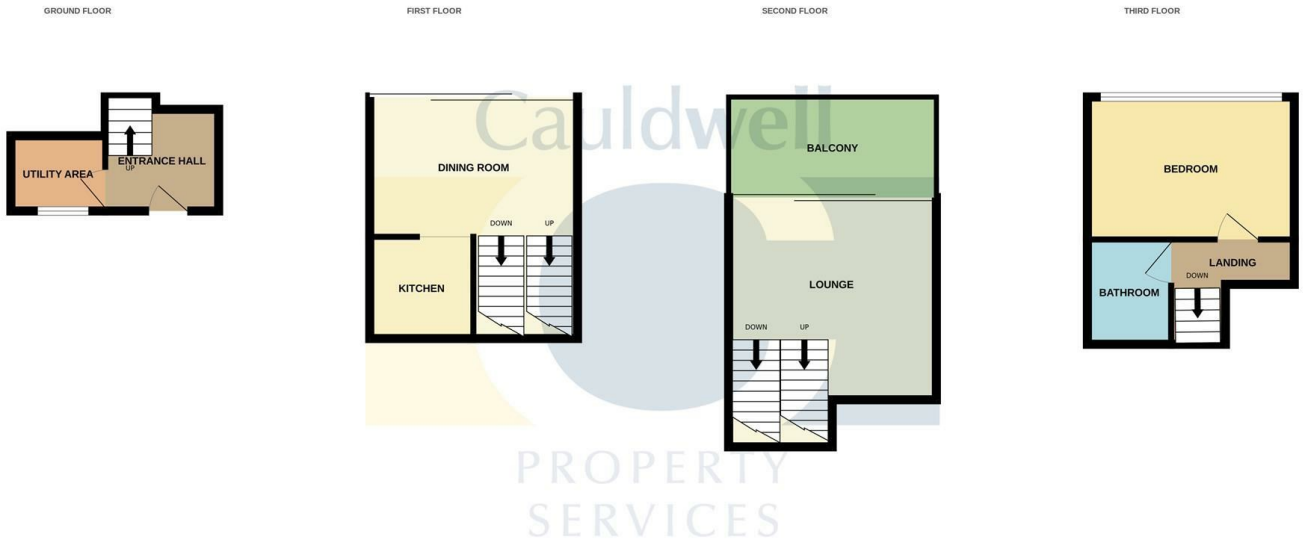 GROUND FLOOR
FIRST FLOOR
SECOND FLOOR
THIRD FLOOR
Cauldwell
UTILITY AREA
ENTRANCE HALL
UP
DINING ROOM
DOWN
UP
KITCHEN
BALCONY
LOUNGE
DOWN
UP
BEDROOM
LANDING
DOWN
BATHROOM
PROPERTY
SERVICES